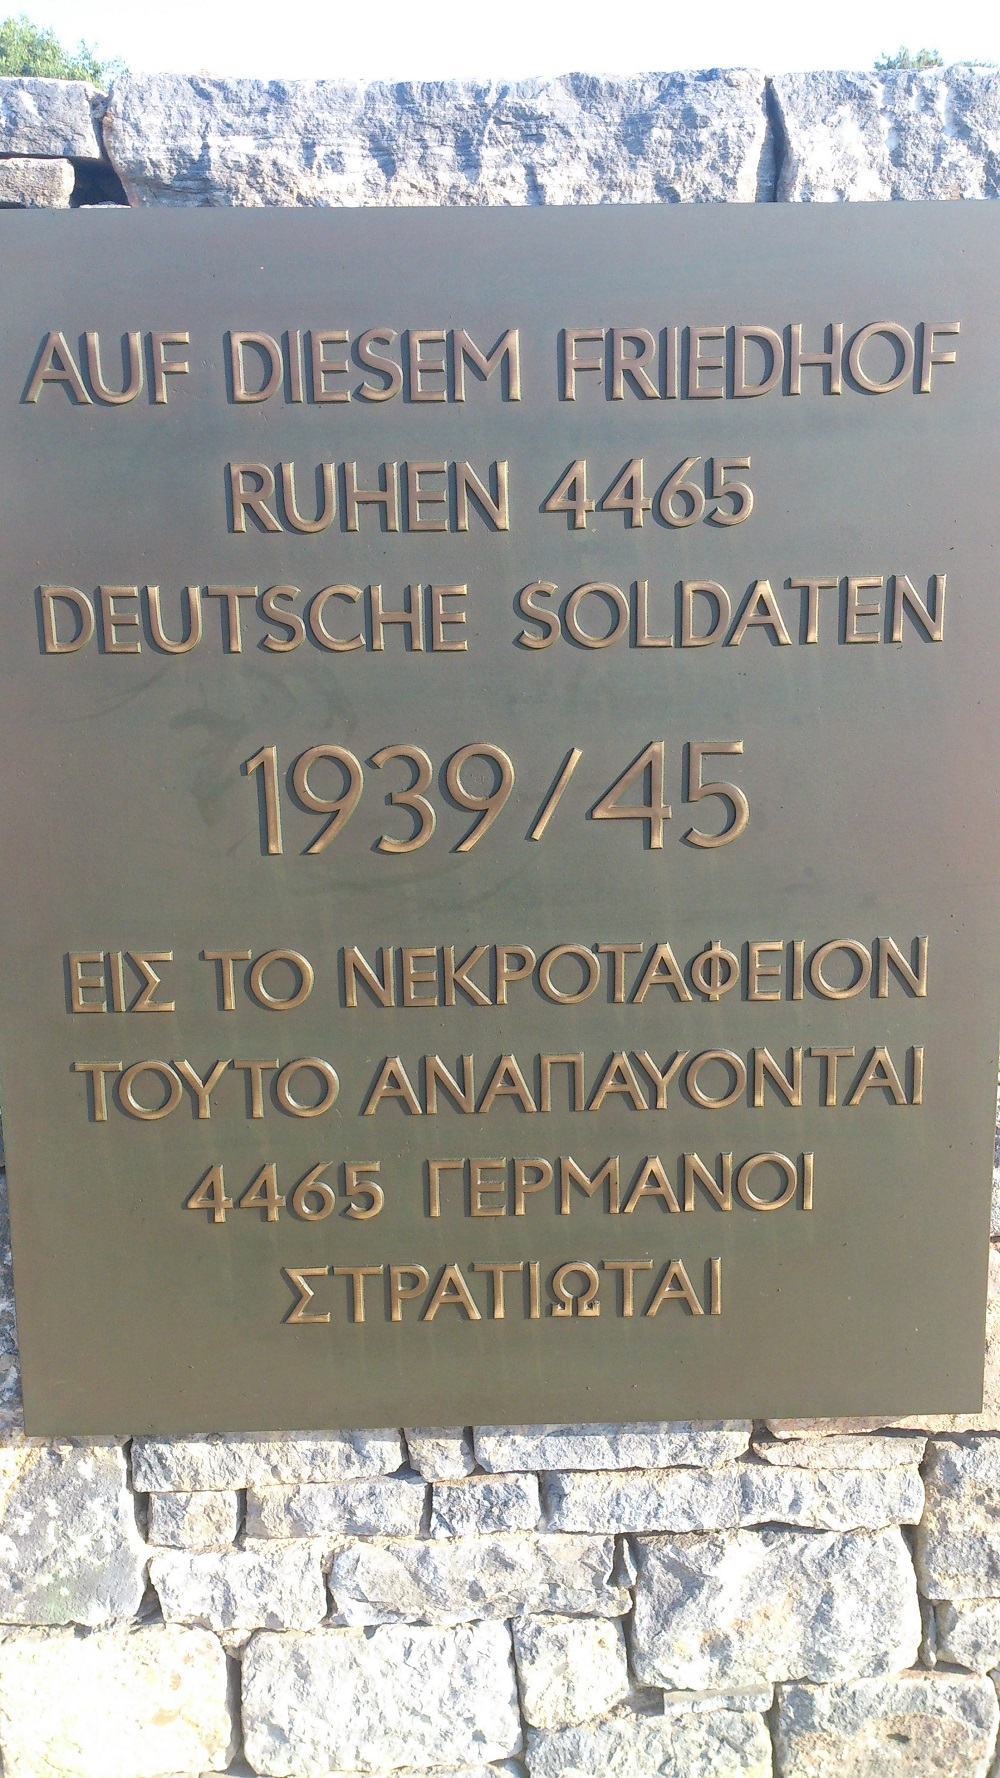 AUF DIESEM FRIEDHOF
RUHEN 4465
DEUTSCHE SOLDATEN
1939/45
ΕΙΣ ΤΟ ΝΕΚΡΟΤΑΦΕΙΟΝ
ΤΟΥΤΟ ΑΝΑΠΑΥΟΝΤΑΙ
4465 ΓΕΡΜΑΝΟΙ
ΣΤΡΑΤΙΩΤΑΙ